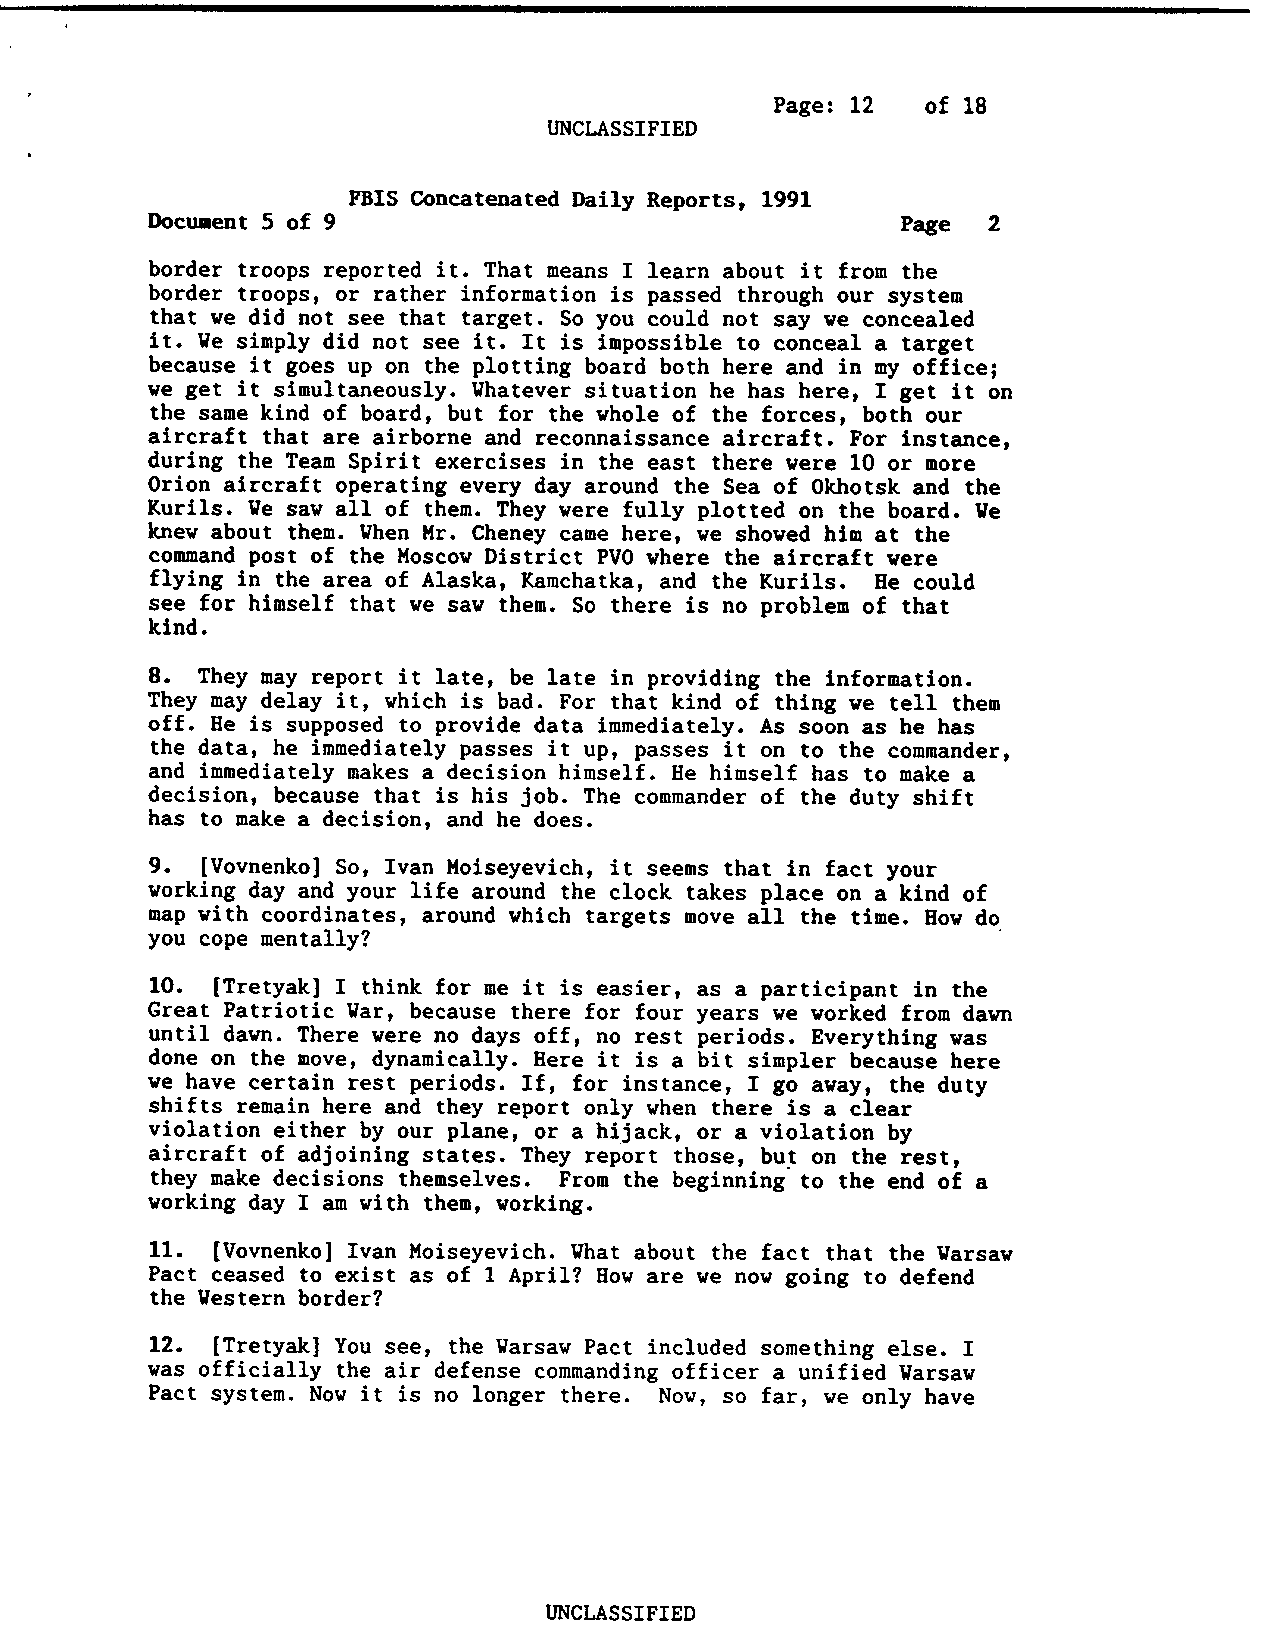 Page: 12 of 18
UNCLASSIFIED
FBIS Concatenated Daily Reports, 1991
Document 5 of 9 Page 2
border troops reported it. That means I learn about it from the
border troops, or rather information is passed through our system
that we did not see that target. So you could not say we concealed
it. We simply did not see it. It is impossible to conceal a target
because it goes up on the plotting board both here and in my office;
we get it simultaneously. Whatever situation he has here, I get it on
the same kind of board, but for the whole of the forces, both our
aircraft that are airborne and reconnaissance aircraft. For instance,
during the Team Spirit exercises in the east there were 10 or more
Orion aircraft operating every day around the Sea of Okhotsk and the
Kurils. We saw all of them. They were fully plotted on the board. We
knew about them. When Mr. Cheney came here, we showed him at the
command post of the Moscow District PVO where the aircraft were
flying in the area of Alaska, Kamchatka, and the Kurils. He could
see for himself that we saw them. So there is no problem of that
kind.
8. They may report it late, be late in providing the information.
They may delay it, which is bad. For that kind of thing we tell them
off. He is supposed to provide data immediately. As soon as he has
the data, he immediately passes it up, passes it on to the commander,
and immediately makes a decision himself. He himself has to make a
decision, because that is his job. The commander of the duty shift
has to make a decision, and he does.
9. [Vovnenko] So, Ivan Moiseyevich, it seems that in fact your
working day and your life around the clock takes place on a kind of
map with coordinates, around which targets move all the time. How do
you cope mentally?
10. [Tretyak] I think for me it is easier, as a participant in the
Great Patriotic War, because there for four years we worked from dawn
until dawn. There were no days off, no rest periods. Everything was
done on the move, dynamically. Here it is a bit simpler because here
we have certain rest periods. If, for instance, I go away, the duty
shifts remain here and they report only when there is a clear
violation either by our plane, or a hijack, or a violation by
aircraft of adjoining states. They report those, but on the rest,
they make decisions themselves. From the beginning to the end of a
working day I am with them, working.
11. [Vovnenko] Ivan Moiseyevich. What about the fact that the Warsaw
Pact ceased to exist as of 1 April? How are we now going to defend
the Western border?
12. [Tretyak] You see, the Warsaw Pact included something else. I
was officially the air defense commanding officer a unified Warsaw
Pact system. Now it is no longer there. Now, so far, we only have
UNCLASSIFIED